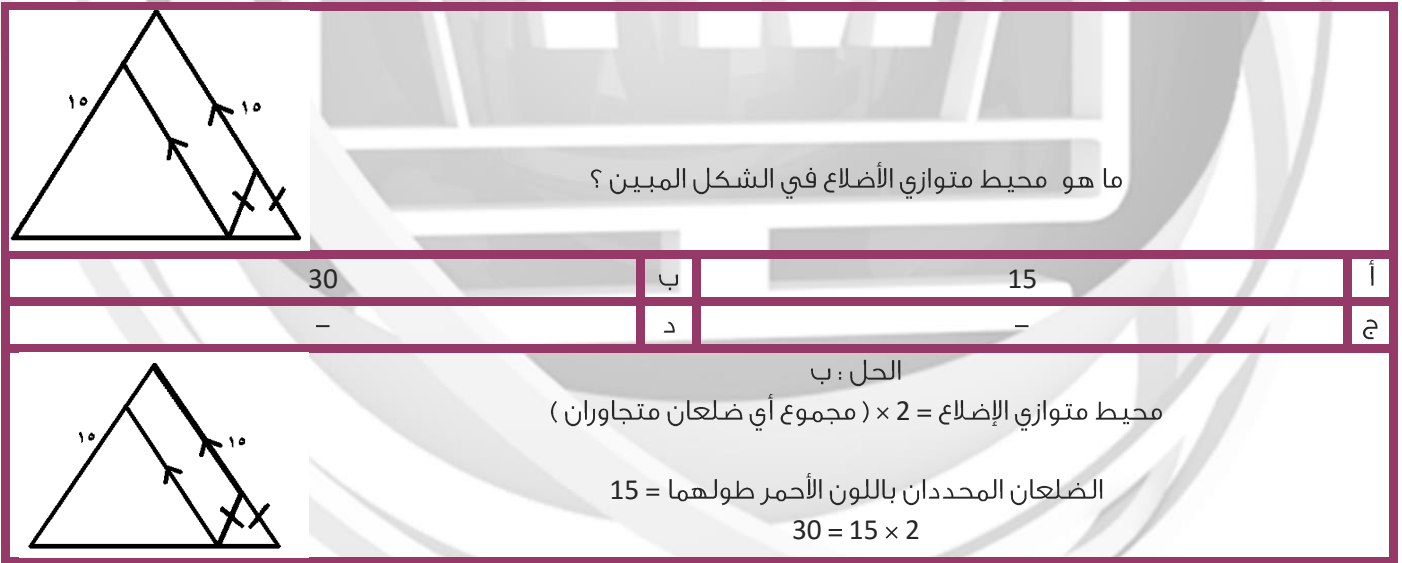 ١٥ ١٥
ما هو محيط متوازي الأضلاع في الشكل المبين ؟
أ 15 ب 30
ج – د –
الحل : ب
محيط متوازي الإضلاع = 2 × ( مجموع أي ضلعان متجاوران )
١٥ ١٥
الضلعان المحددان باللون الأحمر طولهما = 15
2 × 15 = 30